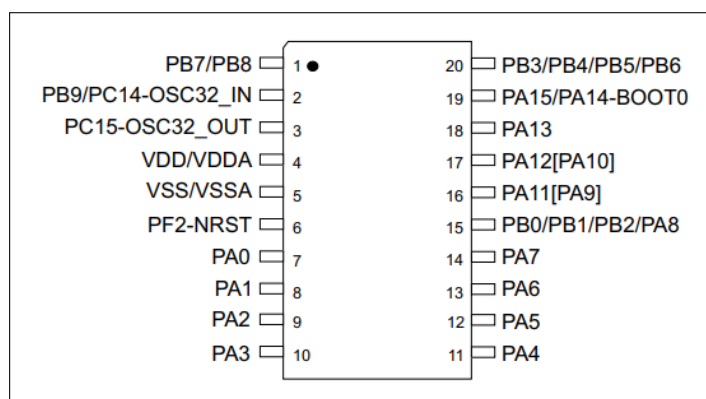 PB7/PB8 1 20 PB3/PB4/PB5/PB6
PB9/PC14-OSC32_IN 2 19 PA15/PA14-BOOT0
PC15-OSC32_OUT 3 18 PA13
VDD/VDDA 4 17 PA12[PA10]
VSS/VSSA 5 16 PA11[PA9]
PF2-NRST 6 15 PB0/PB1/PB2/PA8
PA0 7 14 PA7
PA1 8 13 PA6
PA2 9 12 PA5
PA3 10 11 PA4